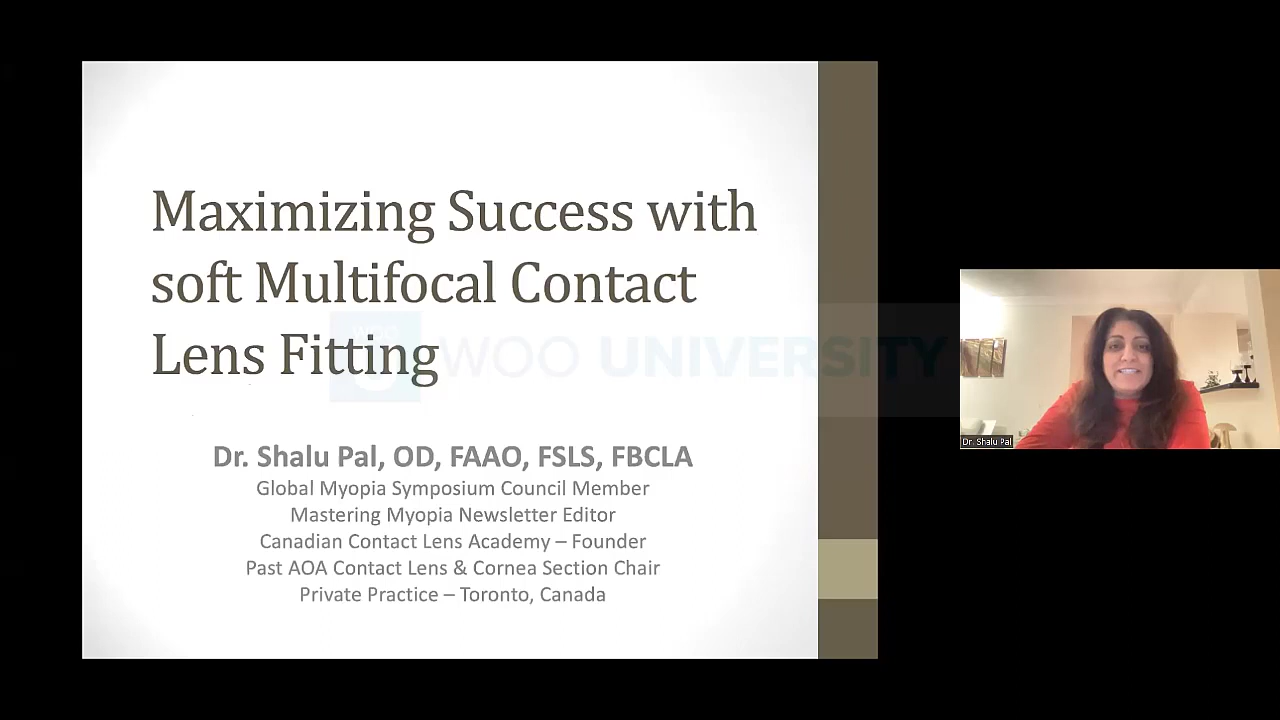 Maximizing Success with
soft Multifocal Contact
Lens Fitting
WOO UNIVERSITY
Dr. Shalu Pal, OD, FAAO, FSLS, FBCLA
Global Myopia Symposium Council Member
Mastering Myopia Newsletter Editor
Canadian Contact Lens Academy – Founder
Past AOA Contact Lens & Cornea Section Chair
Private Practice – Toronto, Canada
Dr. Shalu Pal